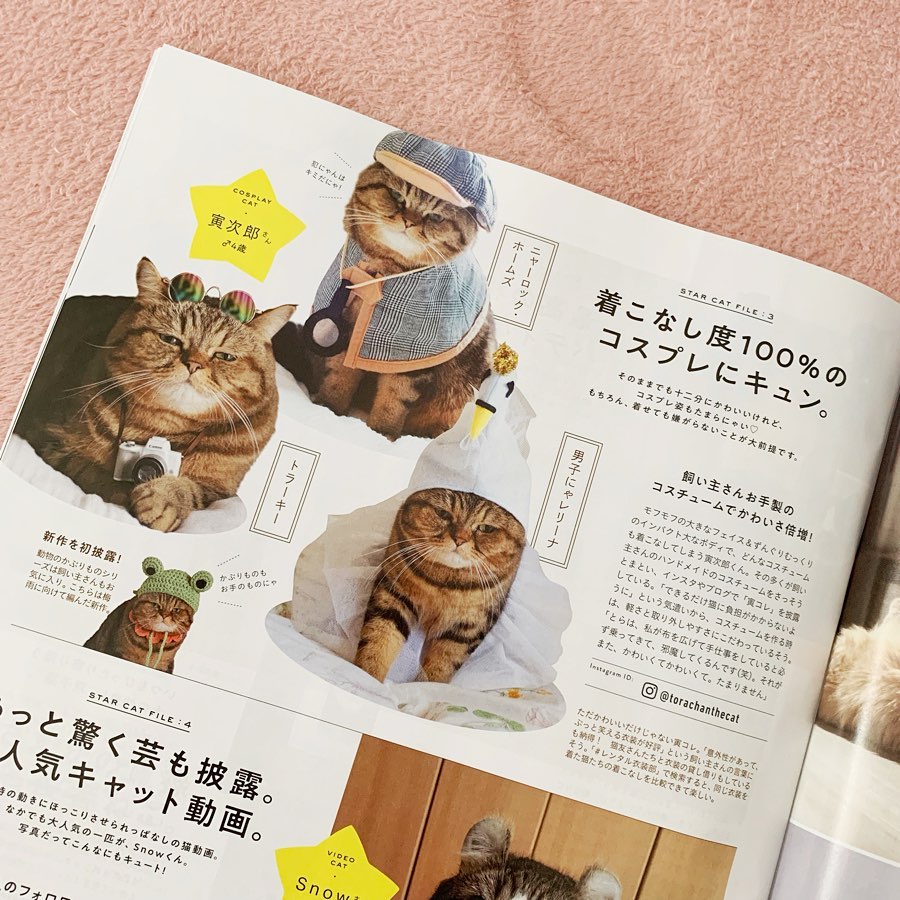 COSPLAY
CAT
寅次郎さん
♂4歳
犯にゃんは
キミだにゃ!
ニャーロック・
ホームズ
STAR CAT FILE:3
着こなし度100%の
コスプレにキュン。
そのままでも十二分にかわいいけれど、
コスプレ姿もたまらにゃい♡
もちろん、着せても嫌がらないことが大前提です。
トラーキー
男子にゃレリーナ
新作を初披露!
動物のかぶりものシリ
ーズは飼い主さんもお
気に入り。こちらは梅
雨に向けて編んだ新作。
かぶりものも
お手のものにゃ
飼い主さんお手製の
コスチュームでかわいさ倍増!
モフモフの大きなフェイス&ずんぐりむっくり
のインパクト大なボディで、どんなコスチューム
も着こなしてしまう寅次郎くん。その多くが飼い
主さんのハンドメイドのコスチュームをさっそう
とまとい、インスタやブログで「寅コレ」を披露
している。「できるだけ猫に負担がかからないよ
うに」という気遣いから、コスチュームを作る時
は、軽さと取り外しやすさにこだわっているそう。
「とらは、私が布を広げて手仕事をしていると必
ず乗ってきて、邪魔してくるんです(笑)。それが
また、かわいくてかわいくて。たまりません」
Instagram ID:
@torachanthecat
ただかわいいだけじゃない寅コレ。「意外性があって、
ぷっと笑える衣装が好評」という飼い主さんの言葉に
も納得! 猫友さんたちと衣装の貸し借りもしている
そう。「#レンタル衣装部」で検索すると、同じ衣装を
着た猫たちの着こなしを比較できて楽しい。
STAR CAT FILE:4
っと驚く芸も披露。
人気キャット動画。
の動きにほっこりさせられっぱなしの猫動画。
なかでも大人気の一匹が、Snowくん。
写真だってこんなにもキュート!
VIDEO
CAT
Snow
のフォロワ